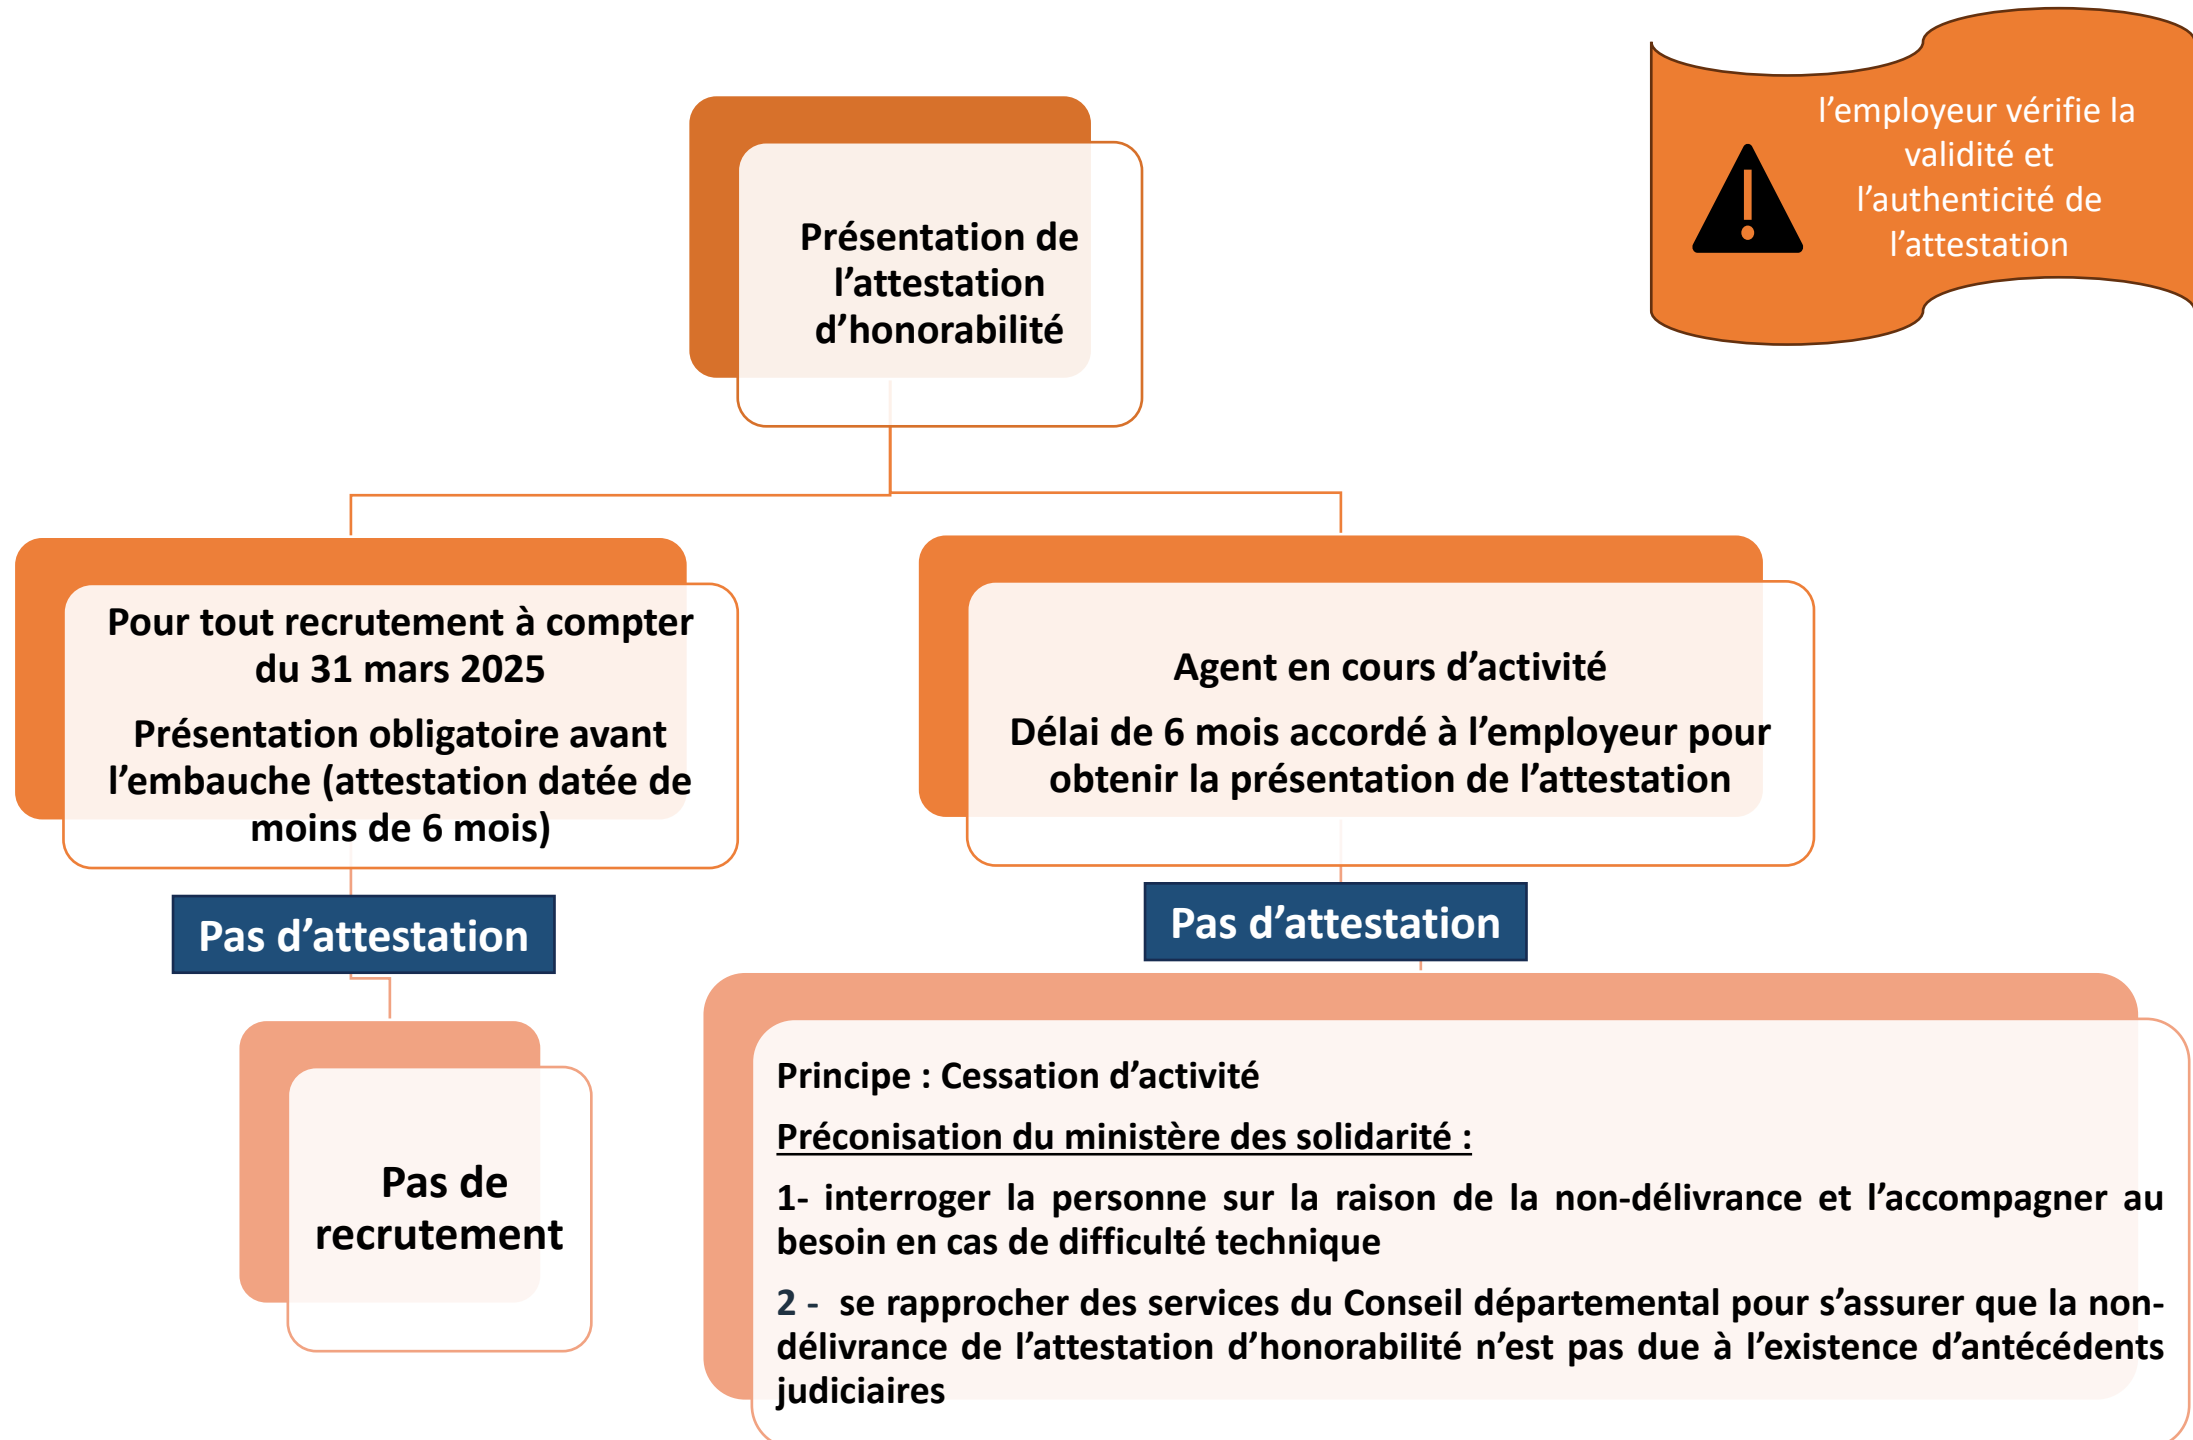 l’employeur vérifie la
validité et
l’authenticité de
l’attestation
Présentation de
l’attestation
d’honorabilité
Pour tout recrutement à compter
du 31 mars 2025
Présentation obligatoire avant
l’embauche (attestation datée de
moins de 6 mois)
Agent en cours d’activité
Délai de 6 mois accordé à l’employeur pour
obtenir la présentation de l’attestation
Pas d’attestation
Pas d’attestation
Pas de
recrutement
Principe : Cessation d’activité
Préconisation du ministère des solidarité :
1- interroger la personne sur la raison de la non-délivrance et l’accompagner au
besoin en cas de difficulté technique
2 - se rapprocher des services du Conseil départemental pour s’assurer que la non-
délivrance de l’attestation d’honorabilité n’est pas due à l’existence d’antécédents
judiciaires